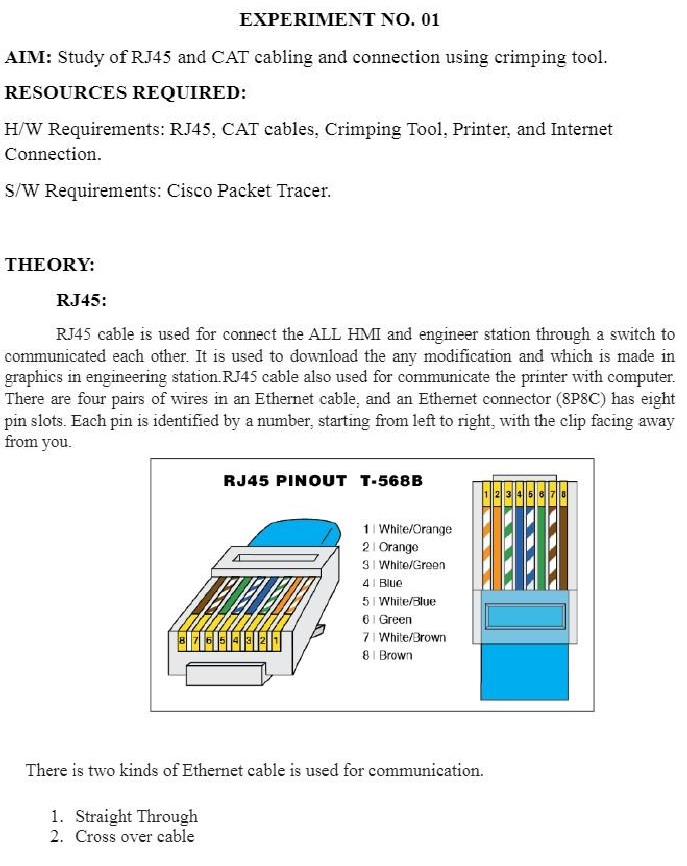 EXPERIMENT NO. 01
AIM: Study of RJ45 and CAT cabling and connection using crimping tool.
RESOURCES REQUIRED:
H/W Requirements: RJ45, CAT cables, Crimping Tool, Printer, and Internet
Connection.
S/W Requirements: Cisco Packet Tracer.
THEORY:
RJ45:
RJ45 cable is used for connect the ALL HMI and engineer station through a switch to
communicated each other. It is used to download the any modification and which is made in
graphics in engineering station.RJ45 cable also used for communicate the printer with computer.
There are four pairs of wires in an Ethernet cable, and an Ethernet connector (8P8C) has eight
pin slots. Each pin is identified by a number, starting from left to right, with the clip facing away
from you.
RJ45 PINOUT T-568B
1 | White/Orange
2 | Orange
3 | White/Green
4 | Blue
5 | White/Blue
6 | Green
7 | White/Brown
8 | Brown
8 7 6 5 4 3 2 1
1 2 3 4 5 6 7 8
There is two kinds of Ethernet cable is used for communication.
1. Straight Through
2. Cross over cable